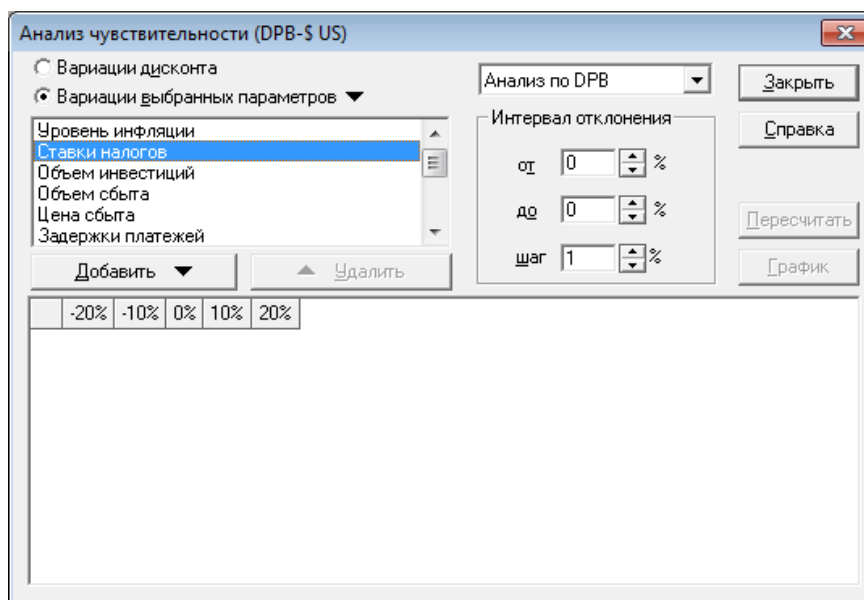 Анализ чувствительности (DPB-$ US)
Вариации дисконта
Вариации выбранных параметров
Уровень инфляции
Ставки налогов
Объем инвестиций
Объем сбыта
Цена сбыта
Задержки платежей
Добавить
Удалить
Анализ по DPB
Интервал отклонения
от 0 %
до 0 %
шаг 1 %
Закрыть
Справка
Пересчитать
График
-20% -10% 0% 10% 20%